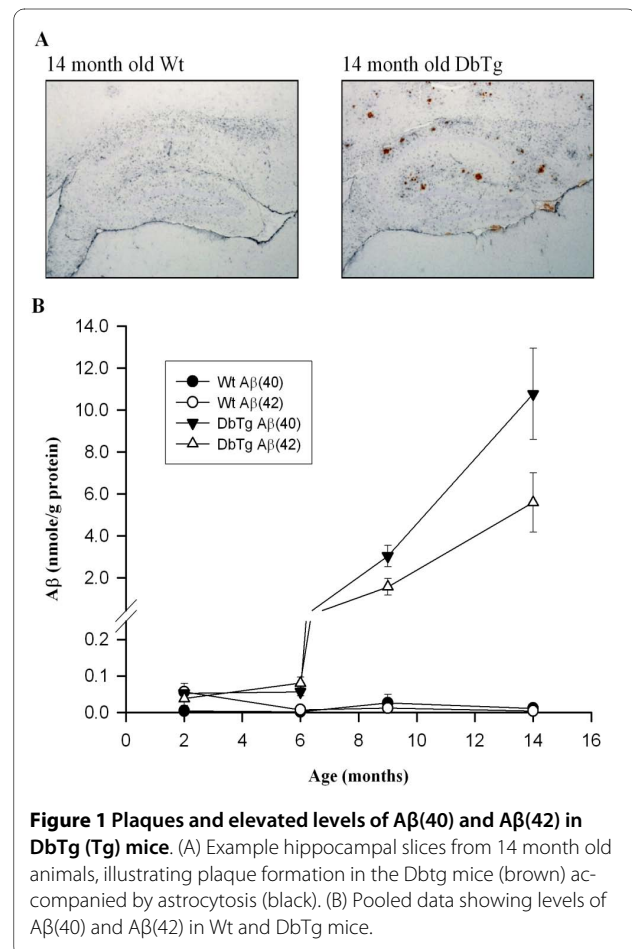 A
14 month old Wt
14 month old DbTg
B
14.0
12.0
10.0
8.0
6.0
4.0
2.0
0.2
0.1
0.0
Aβ (nmole/g protein)
Wt Aβ(40)
Wt Aβ(42)
DbTg Aβ(40)
DbTg Aβ(42)
0 2 4 6 8 10 12 14 16
Age (months)
Figure 1 Plaques and elevated levels of Aβ(40) and Aβ(42) in
DbTg (Tg) mice. (A) Example hippocampal slices from 14 month old
animals, illustrating plaque formation in the Dbtg mice (brown) ac-
companied by astrocytosis (black). (B) Pooled data showing levels of
Aβ(40) and Aβ(42) in Wt and DbTg mice.